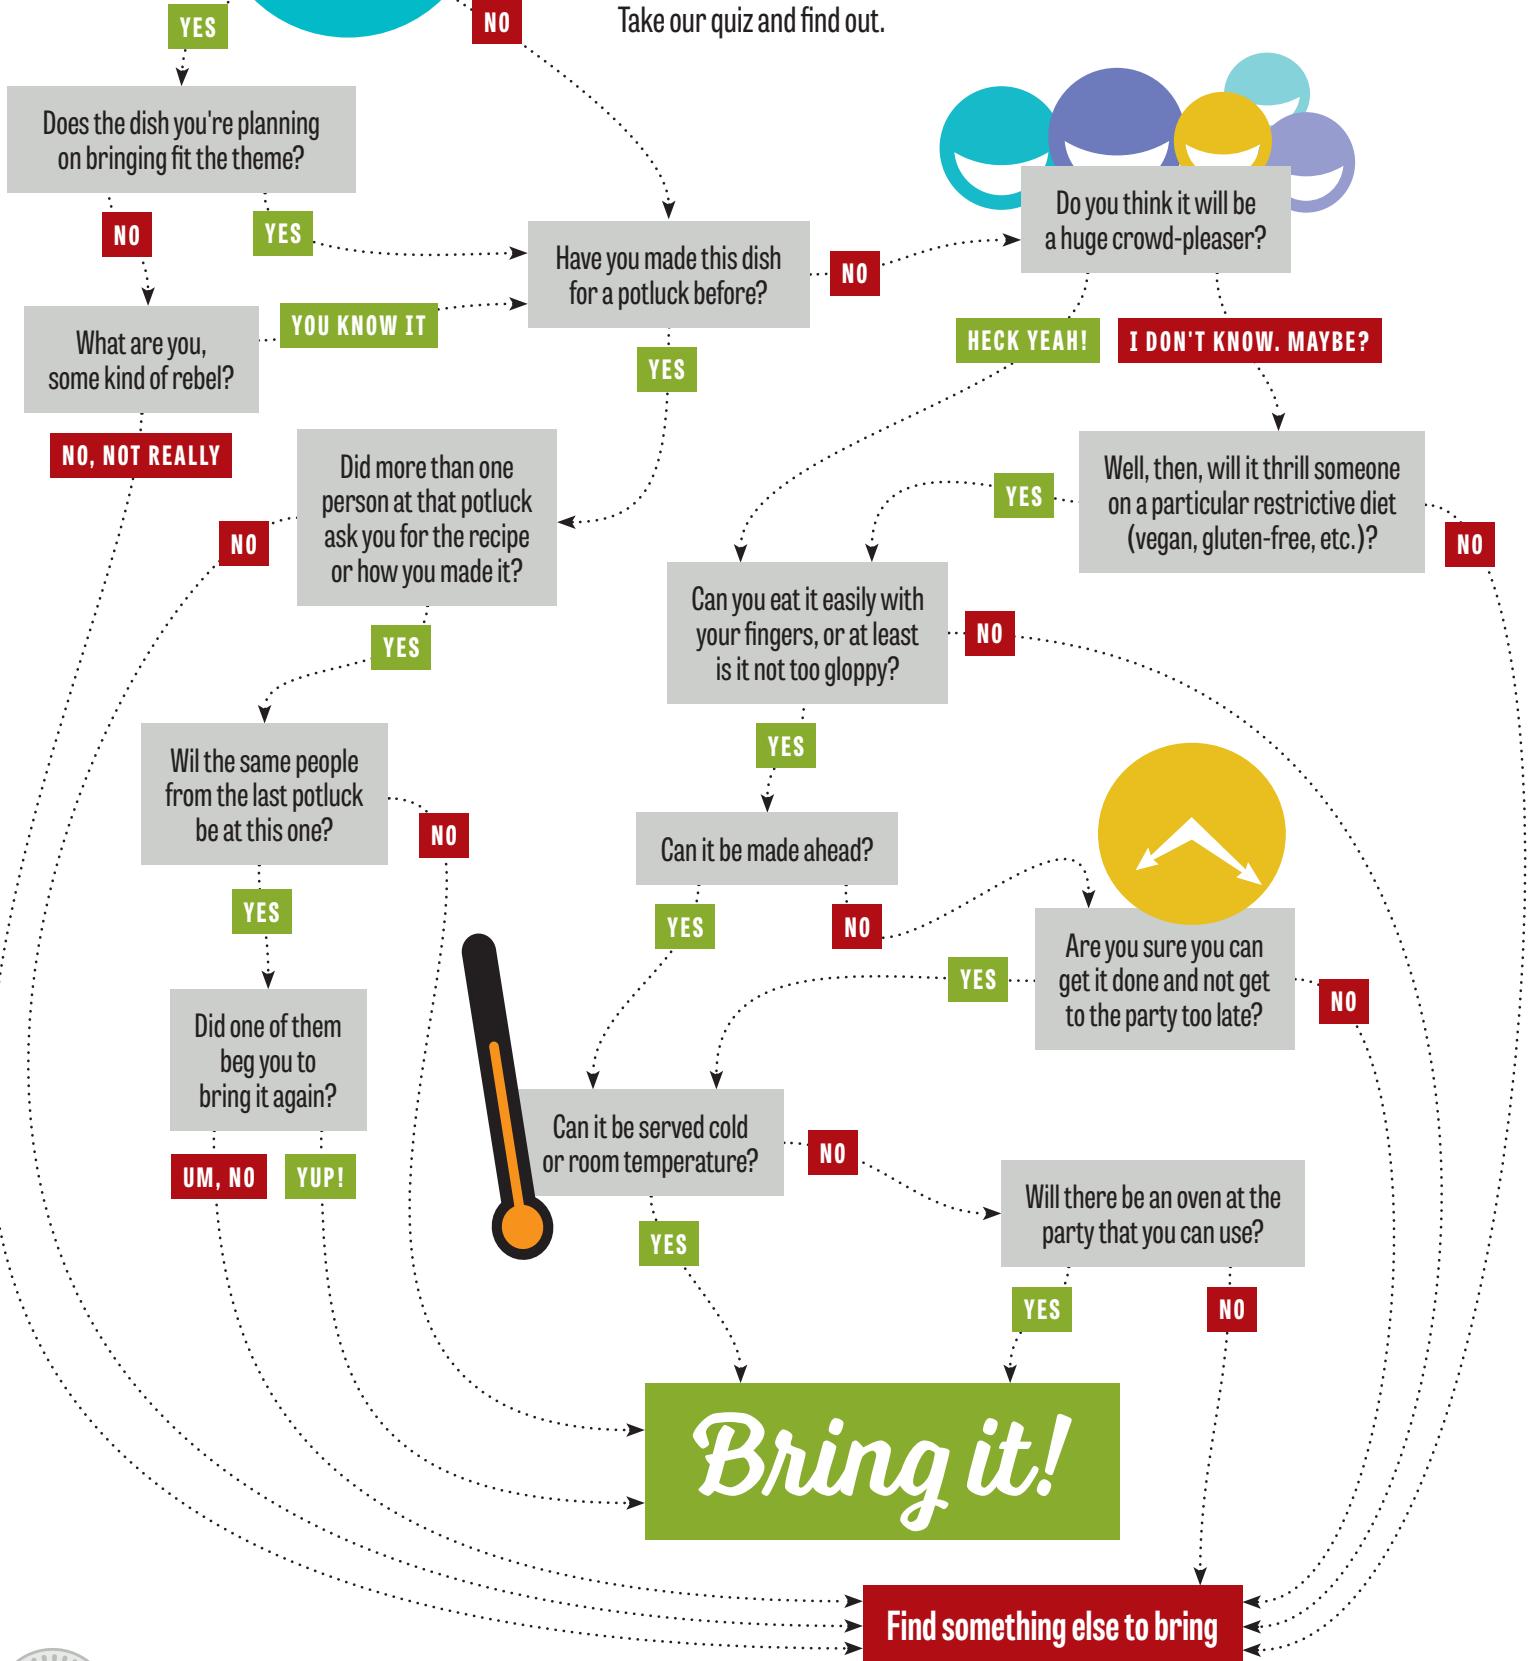 YES
NO
Take our quiz and find out.
Does the dish you're planning
on bringing fit the theme?
NO
YES
Have you made this dish
for a potluck before?
NO
Do you think it will be
a huge crowd-pleaser?
What are you,
some kind of rebel?
YOU KNOW IT
YES
HECK YEAH!
I DON'T KNOW. MAYBE?
NO, NOT REALLY
Did more than one
person at that potluck
ask you for the recipe
or how you made it?
NO
YES
Well, then, will it thrill someone
on a particular restrictive diet
(vegan, gluten-free, etc.)?
YES
NO
Can you eat it easily with
your fingers, or at least
is it not too gloppy?
NO
YES
Wil the same people
from the last potluck
be at this one?
NO
YES
Can it be made ahead?
YES
NO
Are you sure you can
get it done and not get
to the party too late?
YES
NO
Did one of them
beg you to
bring it again?
UM, NO
YUP!
Can it be served cold
or room temperature?
NO
YES
Will there be an oven at the
party that you can use?
YES
NO
Bring it!
Find something else to bring